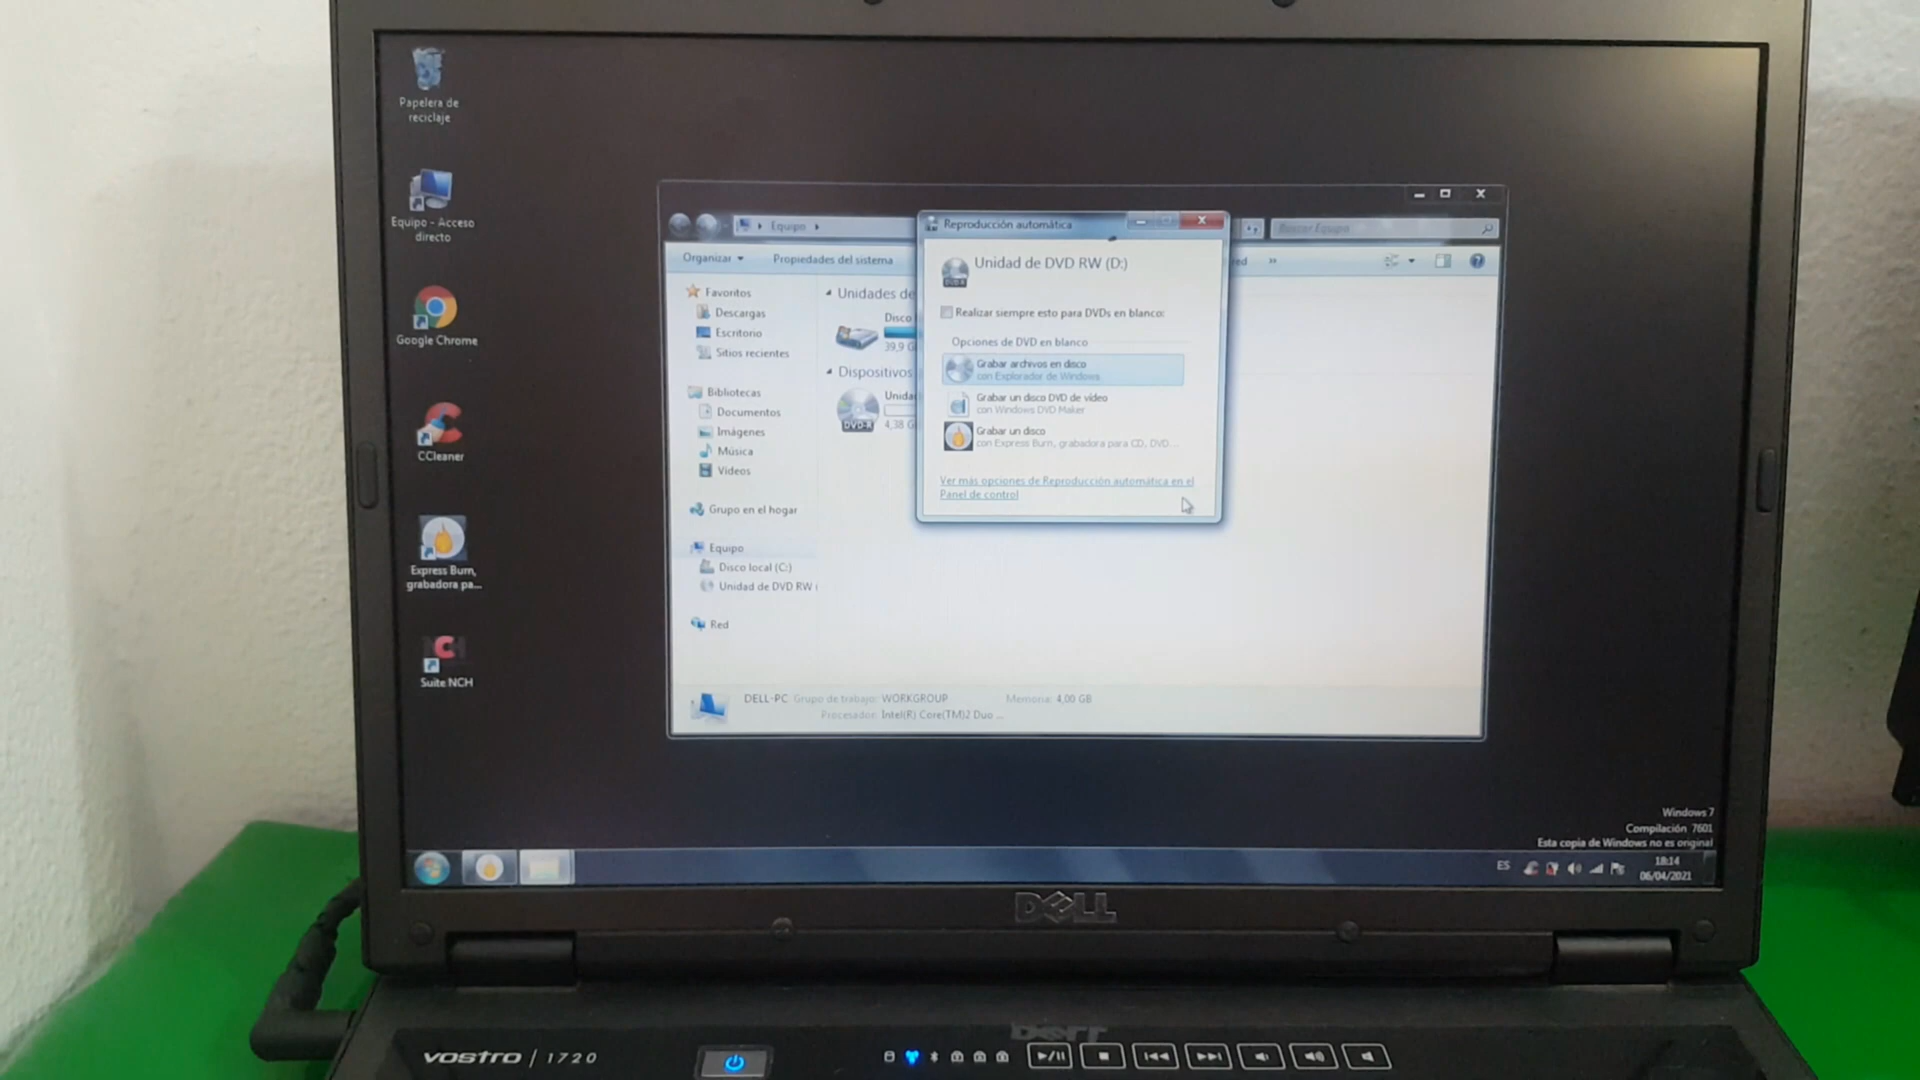 Papelera de
reciclaje
Equipo - Acceso
directo
Google Chrome
CCleaner
Express Burn,
grabadora pa...
Suite NCH
Equipo
Buscar Equipo
Organizar
Propiedades del sistema
red
»
Favoritos
Descargas
Escritorio
Sitios recientes
Bibliotecas
Documentos
Imágenes
Música
Vídeos
Grupo en el hogar
Equipo
Disco local (C:)
Unidad de DVD RW (
Red
Unidades de
Disco
39,9 G
Dispositivos
Unida
DVD-R
4,38 G
Reproducción automática
Unidad de DVD RW (D:)
Realizar siempre esto para DVDs en blanco:
Opciones de DVD en blanco
Grabar archivos en disco
con Explorador de Windows
Grabar un disco DVD de vídeo
con Windows DVD Maker
Grabar un disco
con Express Burn, grabadora para CD, DVD...
Ver más opciones de Reproducción automática en el
Panel de control
DELL-PC Grupo de trabajo: WORKGROUP Memoria: 4,00 GB
Procesador: Intel(R) Core(TM)2 Duo ...
Windows 7
Compilación 7601
Esta copia de Windows no es original
ES
18:14
06/04/2021
DELL
VOSTRO | 1720